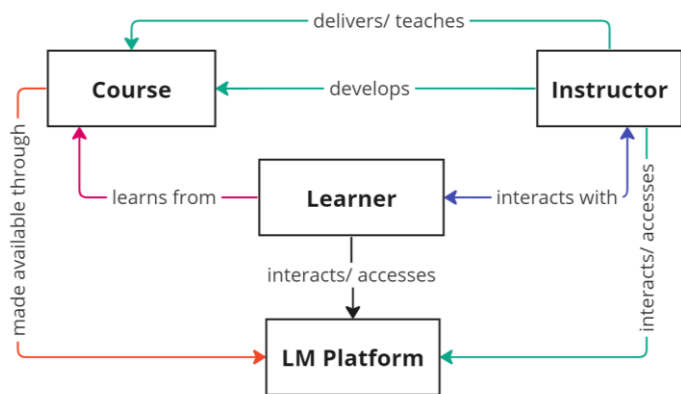 delivers/ teaches
Course
develops
Instructor
made available through
learns from
Learner
interacts with
interacts/ accesses
interacts/ accesses
LM Platform